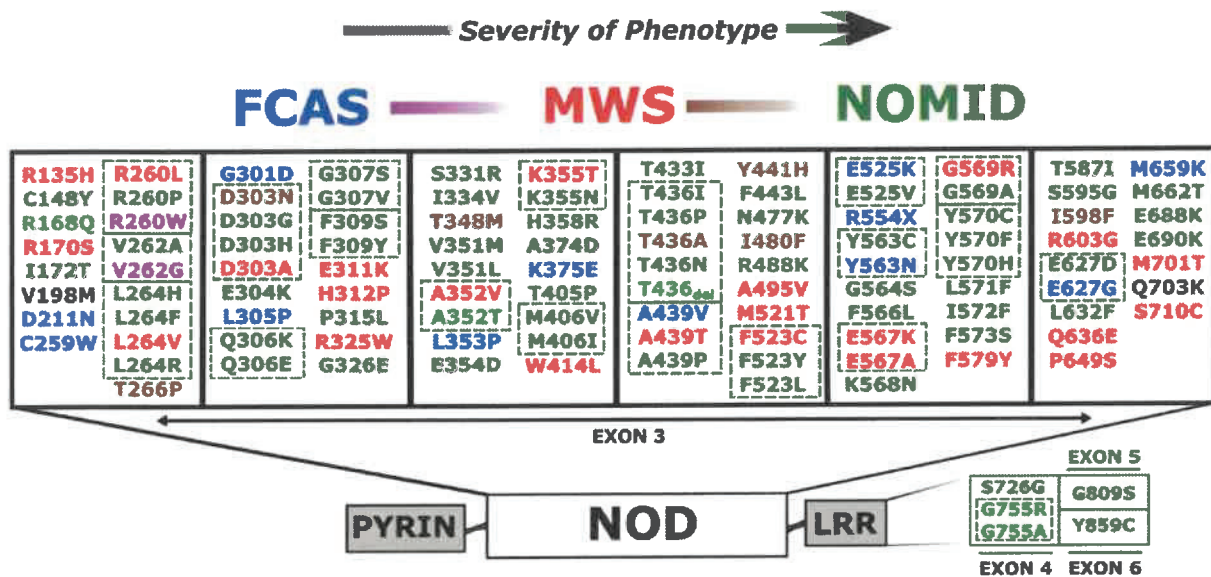 Severity of Phenotype
FCAS MWS NOMID
R135H
C148Y
R168Q
R170S
I172T
V198M
D211N
C259W
R260L
R260P
R260W
V262A
V262G
L264H
L264F
L264V
L264R
T266P
G301D
D303N
D303G
D303H
D303A
E304K
L305P
Q306K
Q306E
G307S
G307V
F309S
F309Y
E311K
H312P
P315L
R325W
G326E
S331R
I334V
T348M
V351M
V351L
A352V
A352T
L353P
E354D
K355T
K355N
H358R
A374D
K375E
T405P
M406V
M406I
W414L
T433I
T436I
T436P
T436A
T436N
T436del
A439V
A439T
A439P
Y441H
F443L
N477K
I480F
R488K
A495V
M521T
F523C
F523Y
F523L
E525K
E525V
R554X
Y563C
Y563N
G564S
F566L
E567K
E567A
K568N
G569R
G569A
Y570C
Y570F
Y570H
L571F
I572F
F573S
F579Y
T587I
S595G
I598F
R603G
E627D
E627G
L632F
Q636E
P649S
M659K
M662T
E688K
E690K
M701T
Q703K
S710C
EXON 3
PYRIN
NOD
LRR
EXON 5
S726G
G755R
G755A
G809S
Y859C
EXON 4
EXON 6